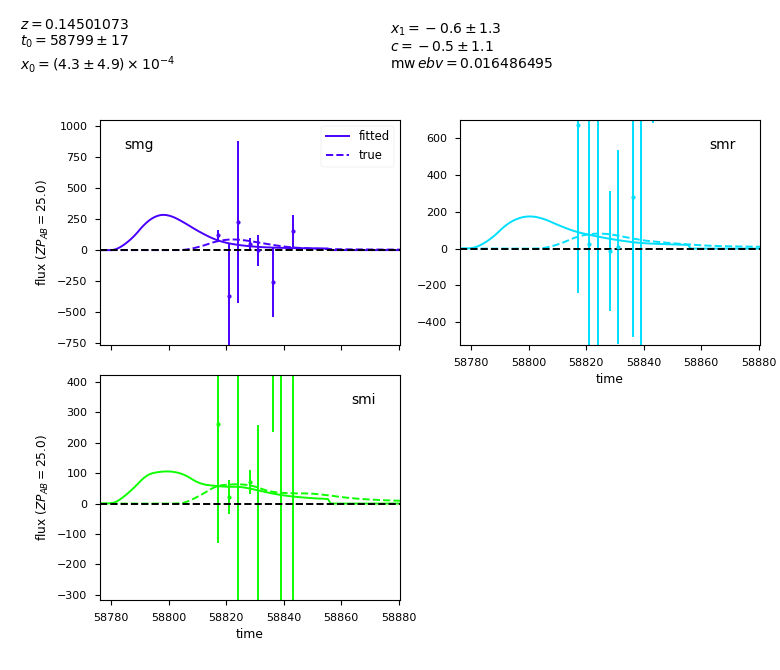 z = 0.14501073
t₀ = 58799 ± 17
x₀ = (4.3 ± 4.9) × 10⁻⁴
x₁ = −0.6 ± 1.3
c = −0.5 ± 1.1
mw ebv = 0.016486495
smg
fitted
true
1000
750
500
250
0
−250
−500
−750
flux (ZP_AB = 25.0)
smr
600
400
200
0
−200
−400
58780 58800 58820 58840 58860 58880
time
smi
400
300
200
100
0
−100
−200
−300
flux (ZP_AB = 25.0)
58780 58800 58820 58840 58860 58880
time